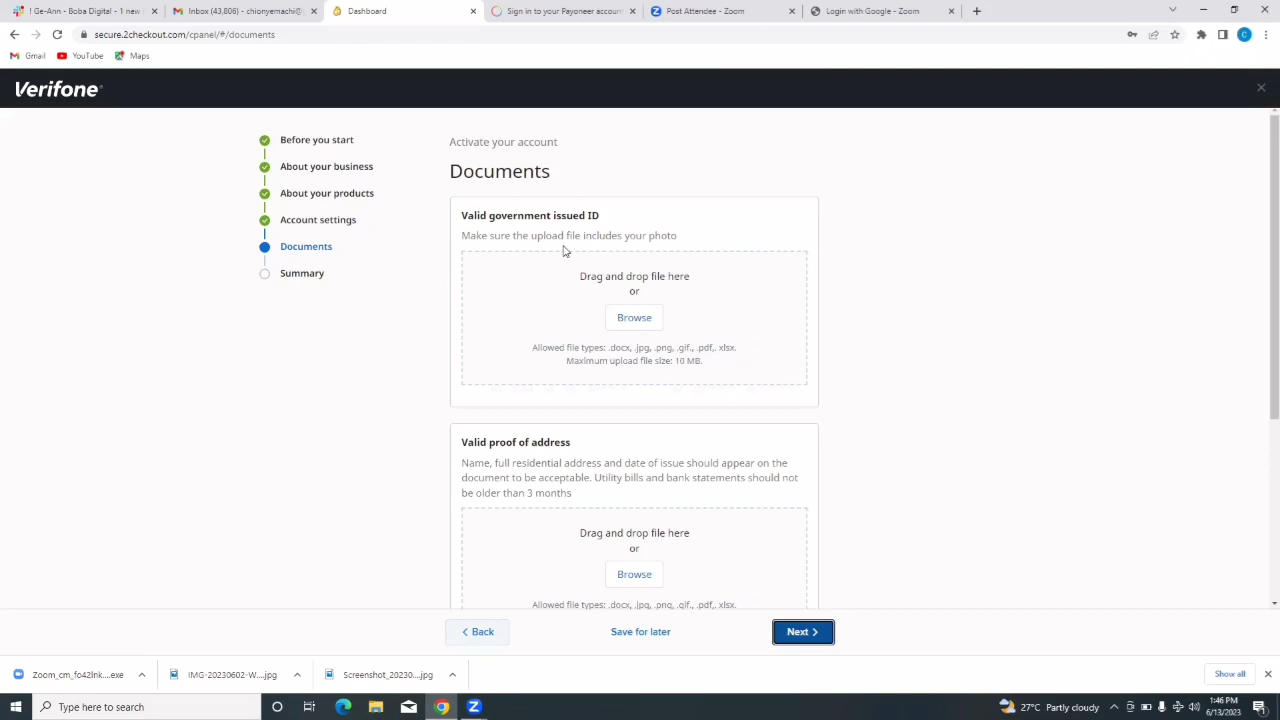 ! Ge-Ann - Boba Digital - 1 new
Inbox (43,806) - chionyemachi@
Dashboard
Sign in to your Payoneer account
Post Attendee - Zoom
Login with Google - Zoom
secure.2checkout.com/cpanel/#/documents
C
Gmail
YouTube
Maps
Verifone
Before you start
About your business
About your products
Account settings
Documents
Summary
Activate your account
Documents
Valid government issued ID
Make sure the upload file includes your photo
Drag and drop file here
or
Browse
Allowed file types: .docx, .jpg, .png, .gif., .pdf,. xlsx.
Maximum upload file size: 10 MB.
Valid proof of address
Name, full residential address and date of issue should appear on the
document to be acceptable. Utility bills and bank statements should not
be older than 3 months
Drag and drop file here
or
Browse
Allowed file types: .docx, .jpg, .png, .gif., .pdf,. xlsx.
Back
Save for later
Next
Zoom_cm_fo42lnk....exe
IMG-20230602-W....jpg
Screenshot_20230....jpg
Show all
Type here to search
27°C Partly cloudy
1:46 PM
6/13/2023